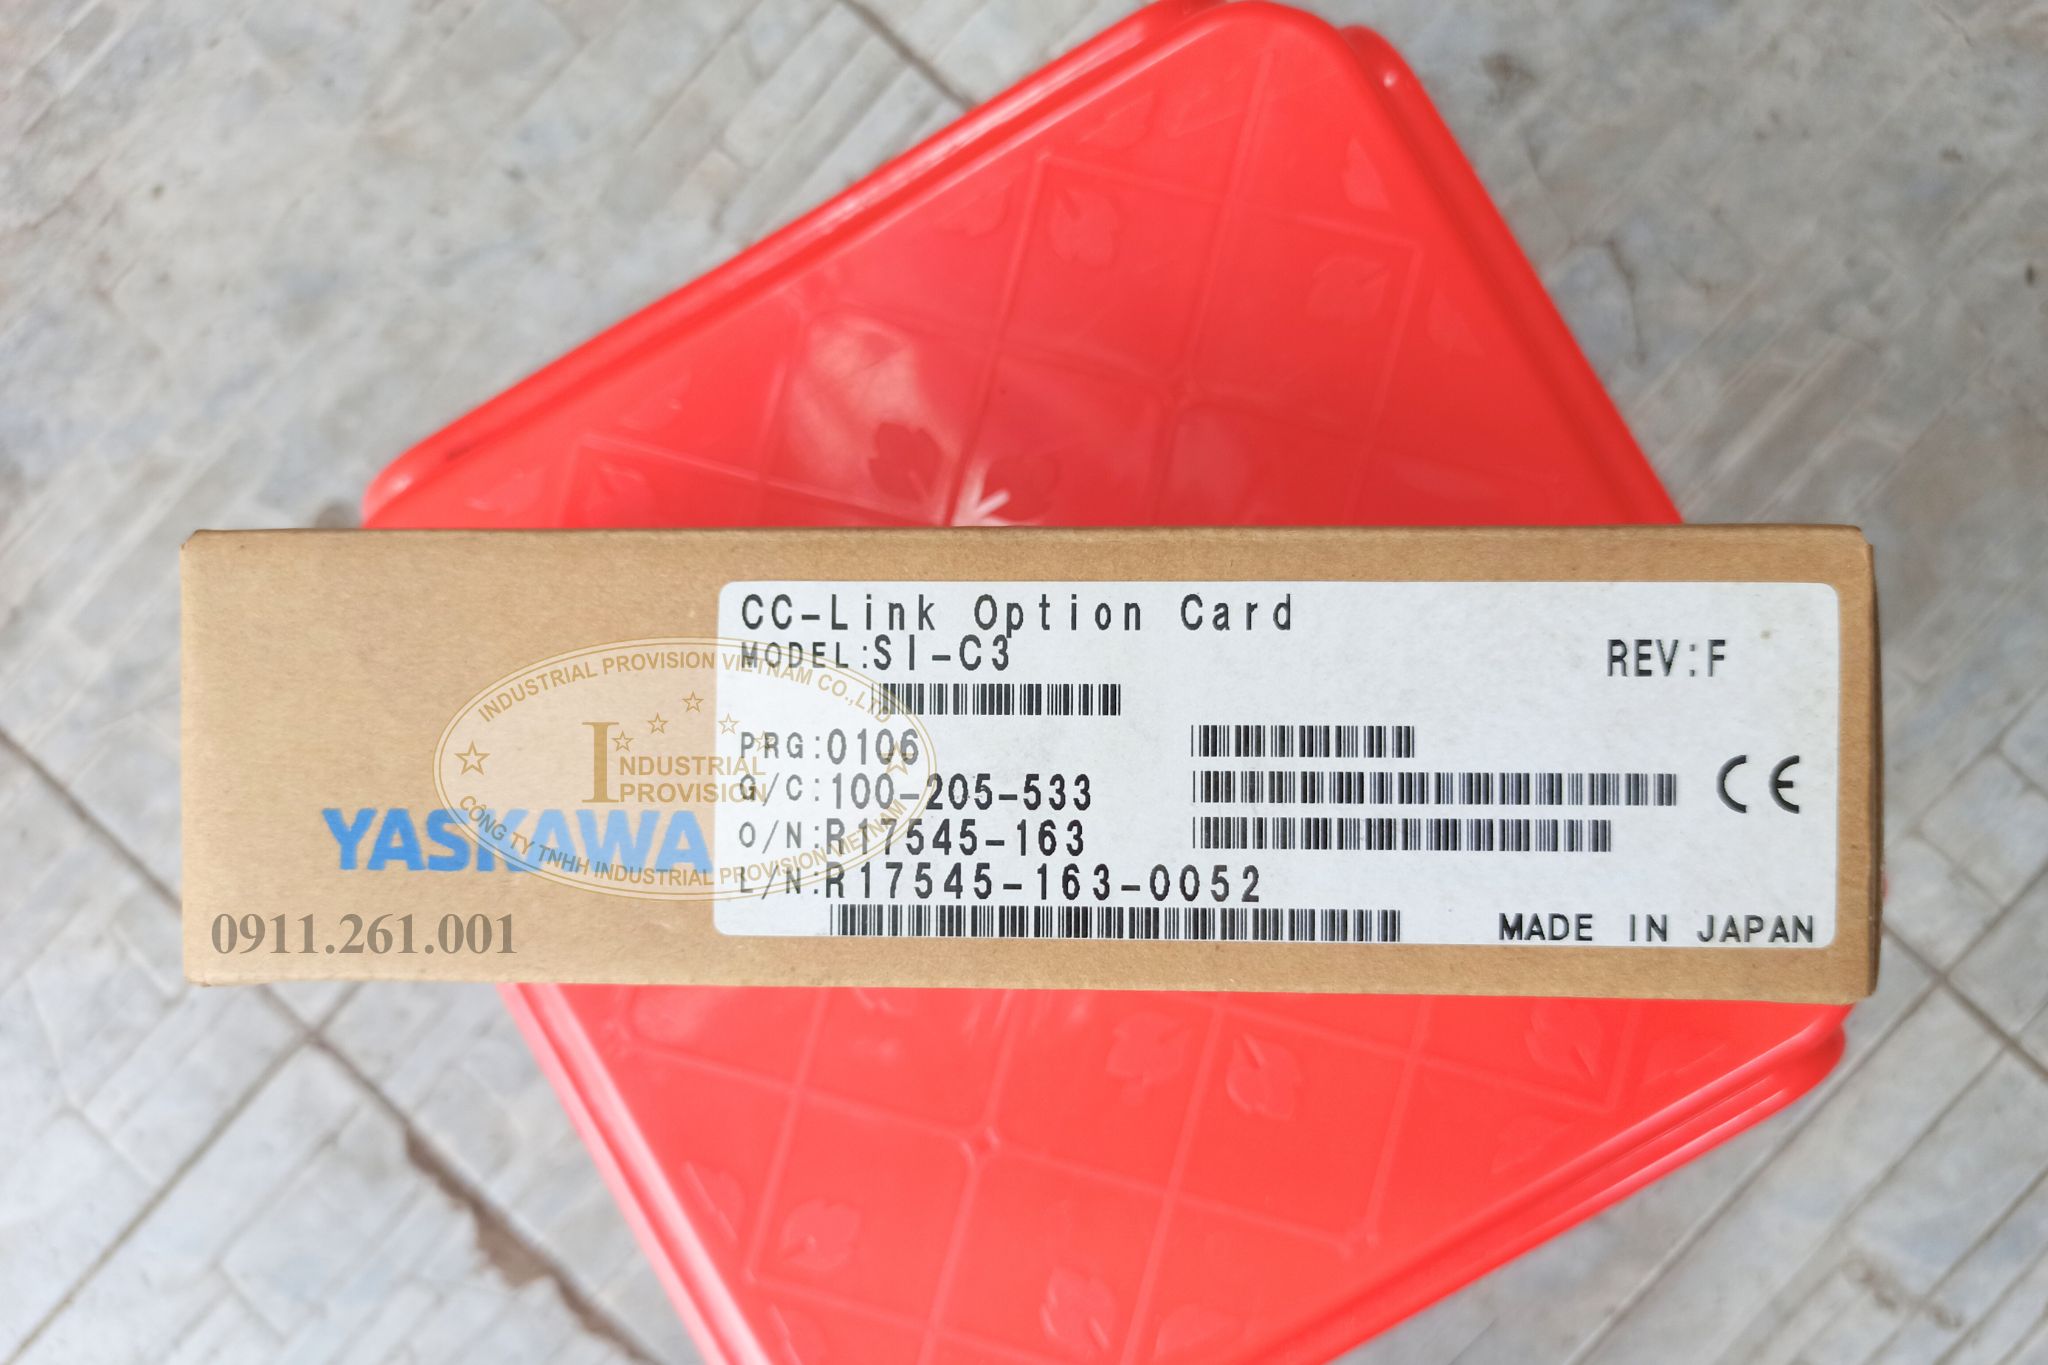 CC-Link Option Card
MODEL:SI-C3
REV:F
PRG:0106
G/C:100-205-533
O/N:R17545-163
L/N:R17545-163-0052
CE
MADE IN JAPAN
YASKAWA
INDUSTRIAL PROVISION VIETNAM CO.,LTD
INDUSTRIAL
PROVISION
CÔNG TY TNHH INDUSTRIAL PROVISION VIETNAM
0911.261.001